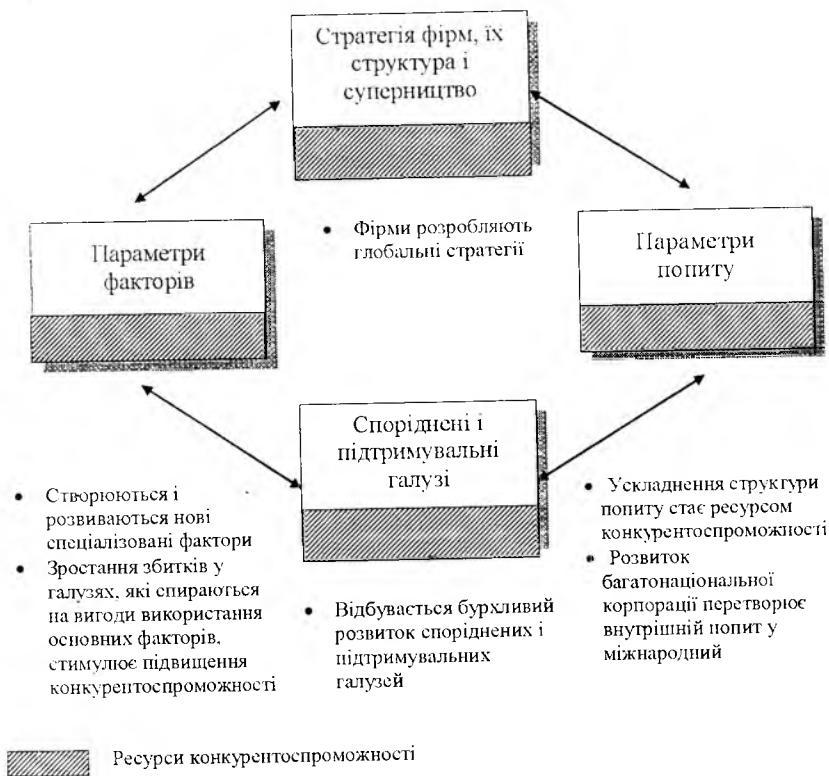 Стратегія фірм, їх
структура і
суперництво
Параметри
факторів
• Фірми розробляють
глобальні стратегії
Параметри
попиту
Споріднені і
підтримувальні
галузі
• Створюються і
розвиваються нові
спеціалізовані фактори
• Зростання збитків у
галузях, які спираються
на вигоди використання
основних факторів,
стимулює підвищення
конкурентоспроможності
• Відбувається бурхливий
розвиток споріднених і
підтримувальних
галузей
• Ускладнення структури
попиту стає ресурсом
конкурентоспроможності
• Розвиток
багатонаціональної
корпорації перетворює
внутрішній попит у
міжнародний
Ресурси конкурентоспроможності